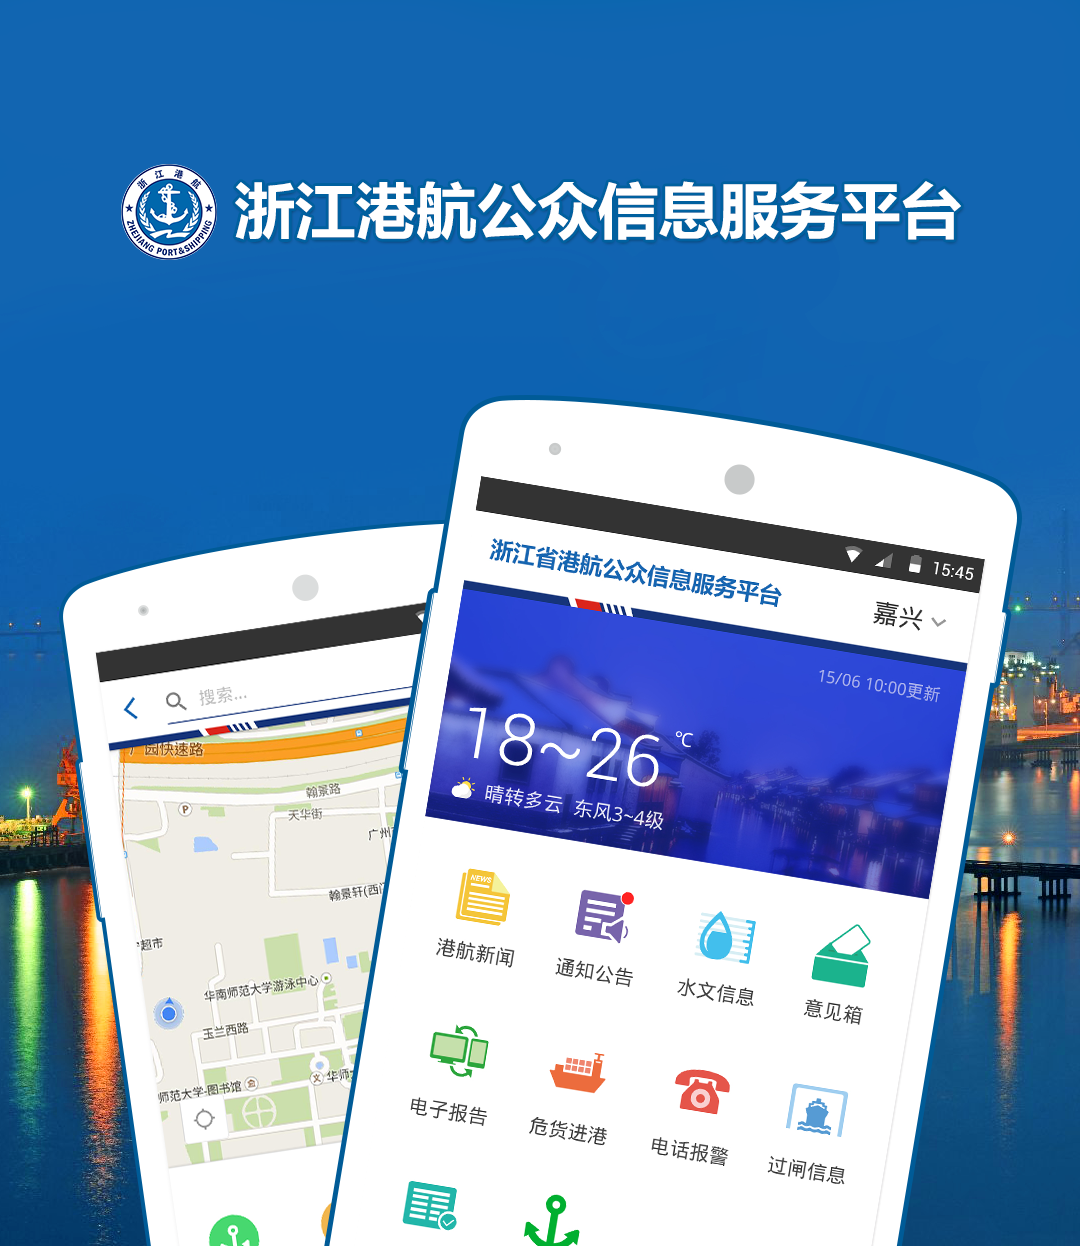 浙江港航
ZHEJIANG PORT&SHIPPING
浙江港航公众信息服务平台
15:45
浙江省港航公众信息服务平台
嘉兴
15/06 10:00更新
18~26 ℃
晴转多云 东风3~4级
NEWS
港航新闻
通知公告
水文信息
意见箱
电子报告
危货进港
电话报警
过闸信息
搜索...
广园快速路
翰景路
P
天华街
广州
翰景轩(西门
超市
华南师范大学游泳中心
玉兰西路
师范大学-图书馆
文
华师